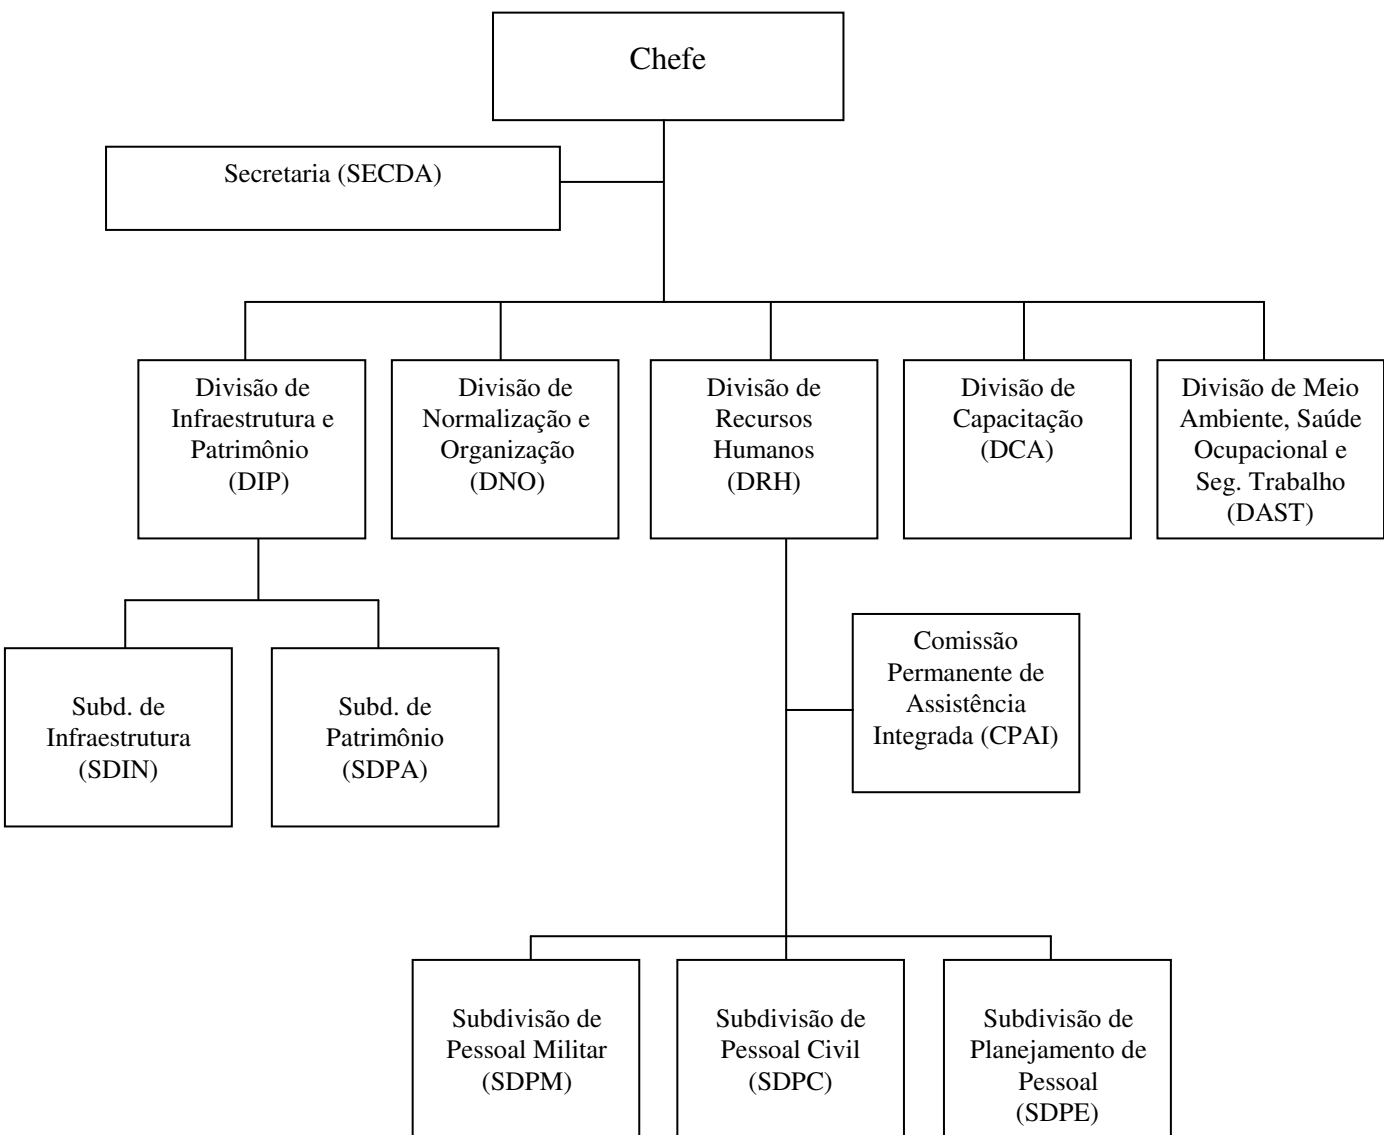 Chefe
Secretaria (SECDA)
Divisão de
Infraestrutura e
Patrimônio
(DIP)
Divisão de
Normalização e
Organização
(DNO)
Divisão de
Recursos
Humanos
(DRH)
Divisão de
Capacitação
(DCA)
Divisão de Meio
Ambiente, Saúde
Ocupacional e
Seg. Trabalho
(DAST)
Subd. de
Infraestrutura
(SDIN)
Subd. de
Patrimônio
(SDPA)
Comissão
Permanente de
Assistência
Integrada (CPAI)
Subdivisão de
Pessoal Militar
(SDPM)
Subdivisão de
Pessoal Civil
(SDPC)
Subdivisão de
Planejamento de
Pessoal
(SDPE)